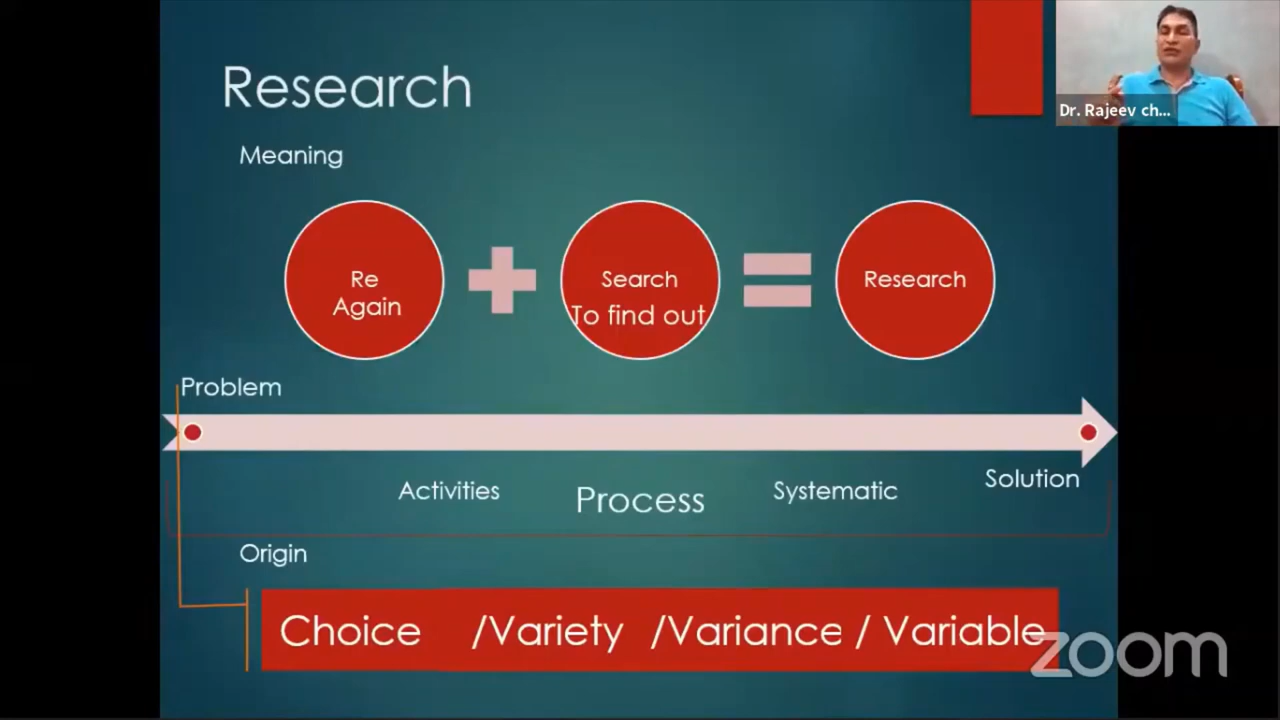 Research
Dr. Rajeev ch...
Meaning
Re
Again
Search
To find out
Research
Problem
Activities
Process
Systematic
Solution
Origin
Choice /Variety /Variance / Variable
zoom